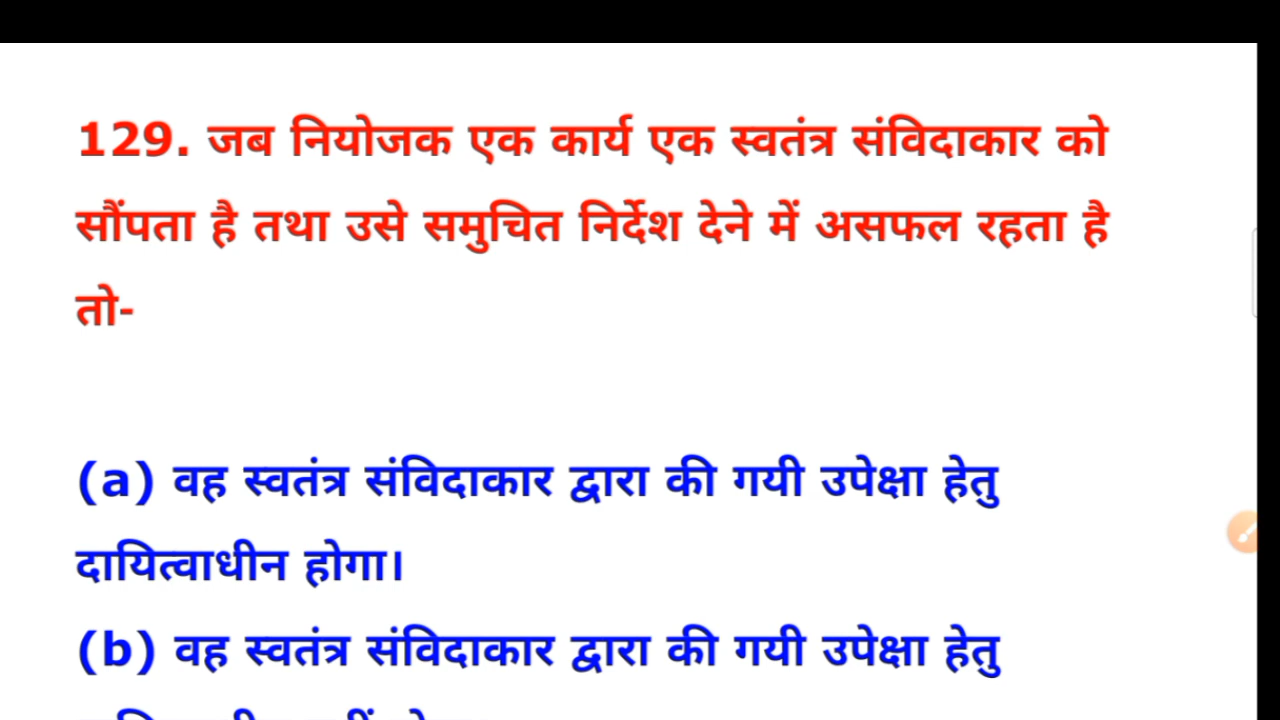 129. जब नियोजक एक कार्य एक स्वतंत्र संविदाकार को
सौंपता है तथा उसे समुचित निर्देश देने में असफल रहता है
तो-
(a) वह स्वतंत्र संविदाकार द्वारा की गयी उपेक्षा हेतु
दायित्वाधीन होगा।
(b) वह स्वतंत्र संविदाकार द्वारा की गयी उपेक्षा हेतु